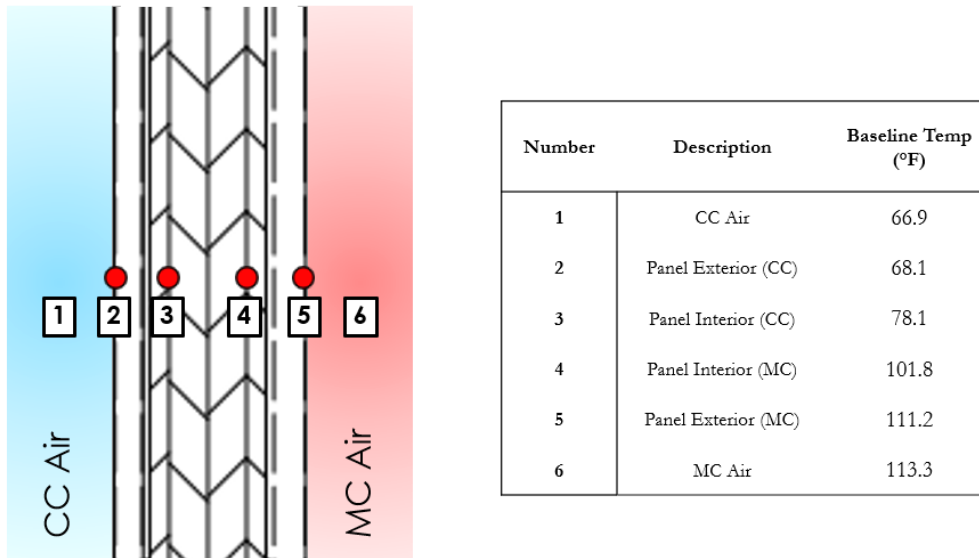 1
2
3
4
5
6
CC Air
MC Air
Number Description Baseline Temp (°F)
1 CC Air 66.9
2 Panel Exterior (CC) 68.1
3 Panel Interior (CC) 78.1
4 Panel Interior (MC) 101.8
5 Panel Exterior (MC) 111.2
6 MC Air 113.3